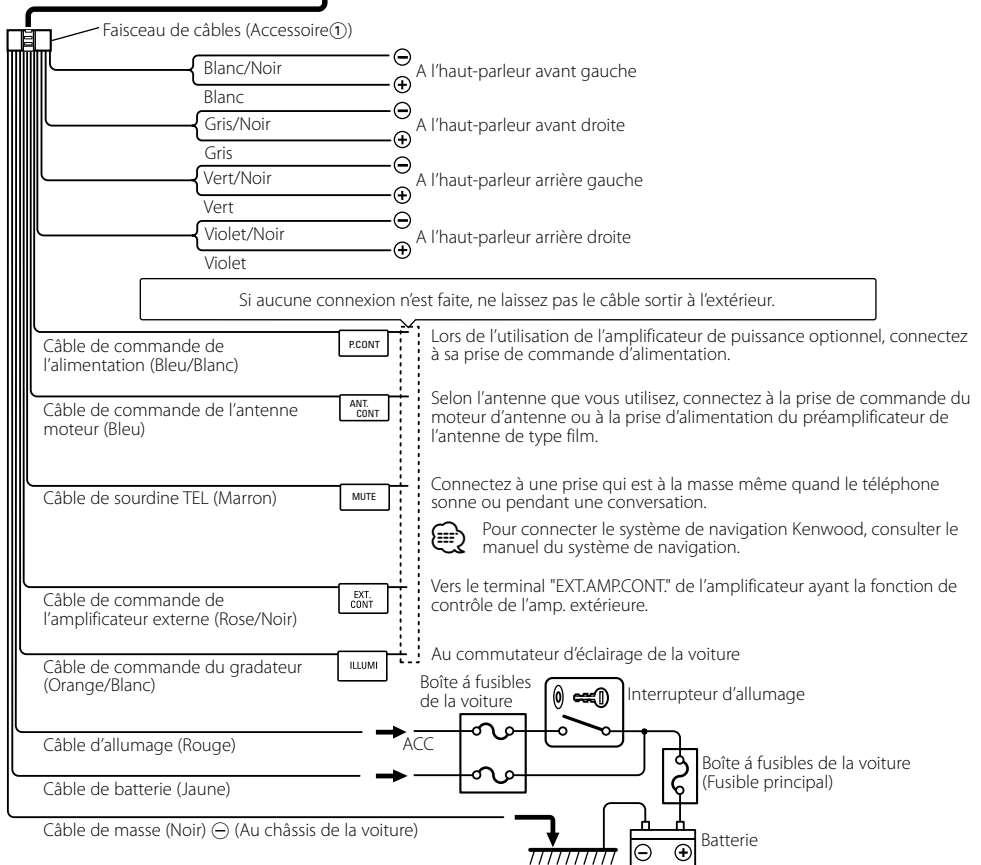 Faisceau de câbles (Accessoire①)
Blanc/Noir
⊖
A l'haut-parleur avant gauche
⊕
Blanc
⊖
Gris/Noir
A l'haut-parleur avant droite
⊕
Gris
⊖
Vert/Noir
A l'haut-parleur arrière gauche
⊕
Vert
⊖
Violet/Noir
A l'haut-parleur arrière droite
⊕
Violet
Si aucune connexion n'est faite, ne laissez pas le câble sortir à l'extérieur.
Câble de commande de
l'alimentation (Bleu/Blanc)
P.CONT
Lors de l'utilisation de l'amplificateur de puissance optionnel, connectez
à sa prise de commande d'alimentation.
Câble de commande de l'antenne
moteur (Bleu)
ANT.
CONT
Selon l'antenne que vous utilisez, connectez à la prise de commande du
moteur d'antenne ou à la prise d'alimentation du préamplificateur de
l'antenne de type film.
Câble de sourdine TEL (Marron)
MUTE
Connectez à une prise qui est à la masse même quand le téléphone
sonne ou pendant une conversation.
Pour connecter le système de navigation Kenwood, consulter le
manuel du système de navigation.
Câble de commande de
l'amplificateur externe (Rose/Noir)
EXT.
CONT
Vers le terminal "EXT.AMP.CONT." de l'amplificateur ayant la fonction de
contrôle de l'amp. extérieure.
Câble de commande du gradateur
(Orange/Blanc)
ILLUMI
Au commutateur d'éclairage de la voiture
Boîte á fusibles
de la voiture
Interrupteur d'allumage
Câble d'allumage (Rouge)
ACC
Boîte á fusibles de la voiture
(Fusible principal)
Câble de batterie (Jaune)
Câble de masse (Noir) ⊖ (Au châssis de la voiture)
Batterie
⊖ ⊕